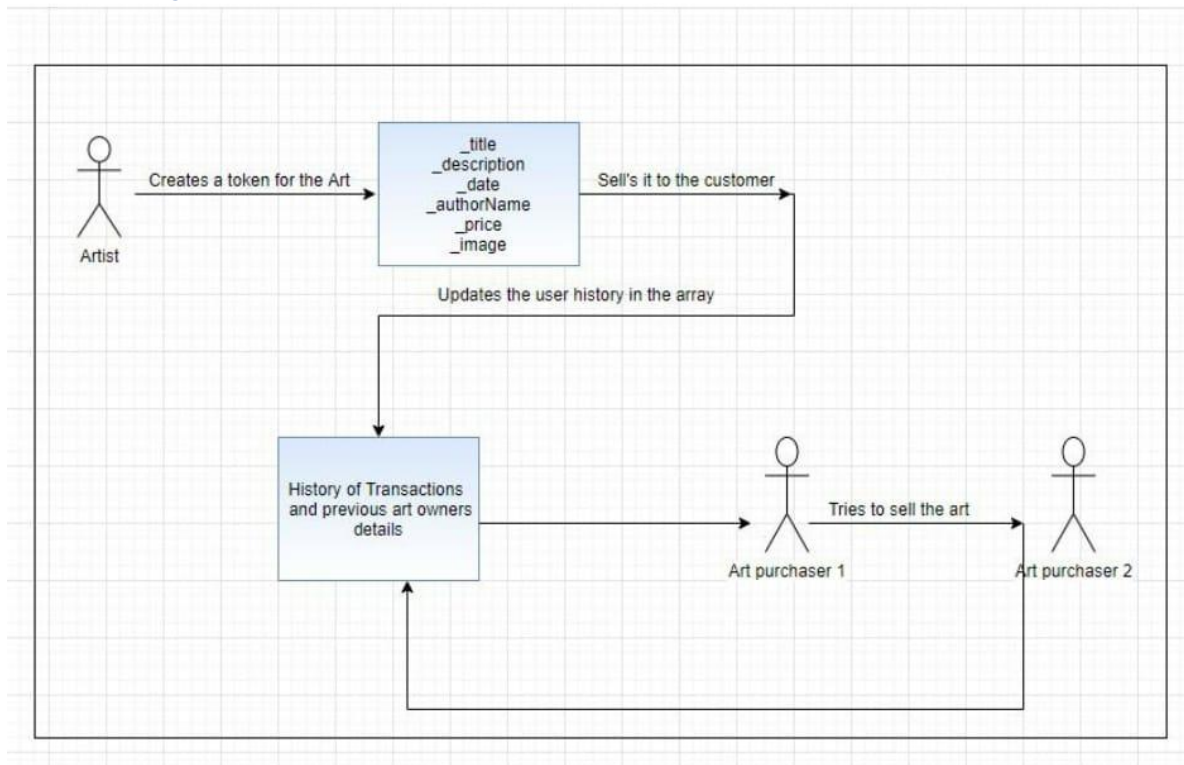 Creates a token for the Art
Artist
_title
_description
_date
_authorName
_price
_image
Sell's it to the customer
Updates the user history in the array
History of Transactions
and previous art owners
details
Art purchaser 1
Tries to sell the art
Art purchaser 2